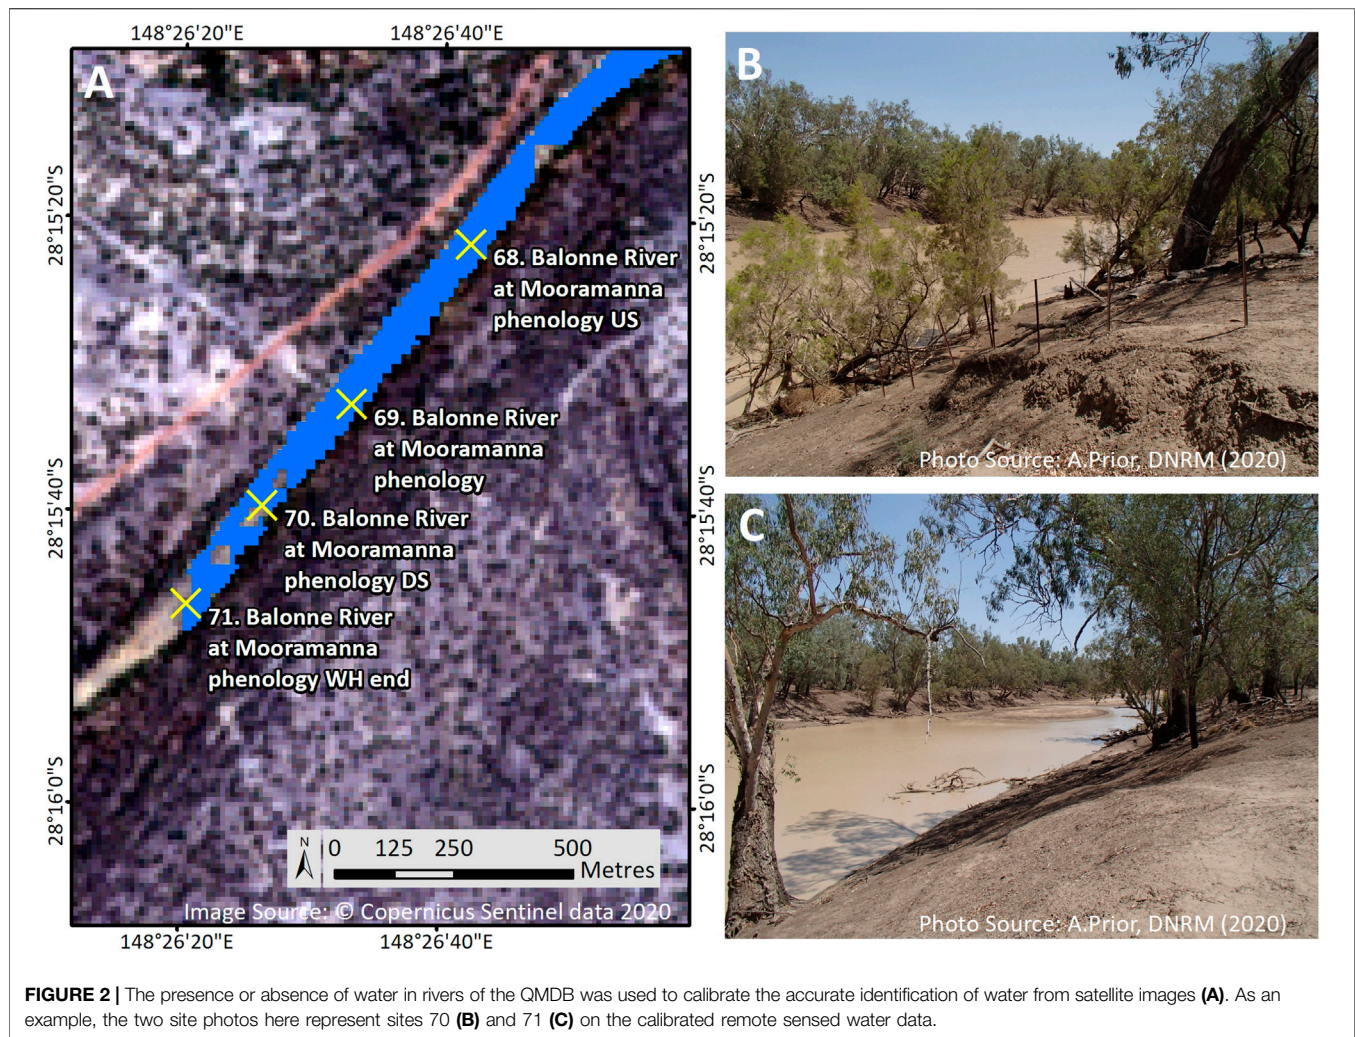 148°26'20"E
148°26'40"E
A
28°15'20"S
28°15'40"S
28°16'0"S
28°15'20"S
28°15'40"S
28°16'0"S
68. Balonne River
at Mooramanna
phenology US
69. Balonne River
at Mooramanna
phenology
70. Balonne River
at Mooramanna
phenology DS
71. Balonne River
at Mooramanna
phenology WH end
N
0 125 250 500
Metres
Image Source: © Copernicus Sentinel data 2020
148°26'20"E
148°26'40"E
B
Photo Source: A.Prior, DNRM (2020)
C
Photo Source: A.Prior, DNRM (2020)
FIGURE 2 | The presence or absence of water in rivers of the QMDB was used to calibrate the accurate identification of water from satellite images (A). As an
example, the two site photos here represent sites 70 (B) and 71 (C) on the calibrated remote sensed water data.